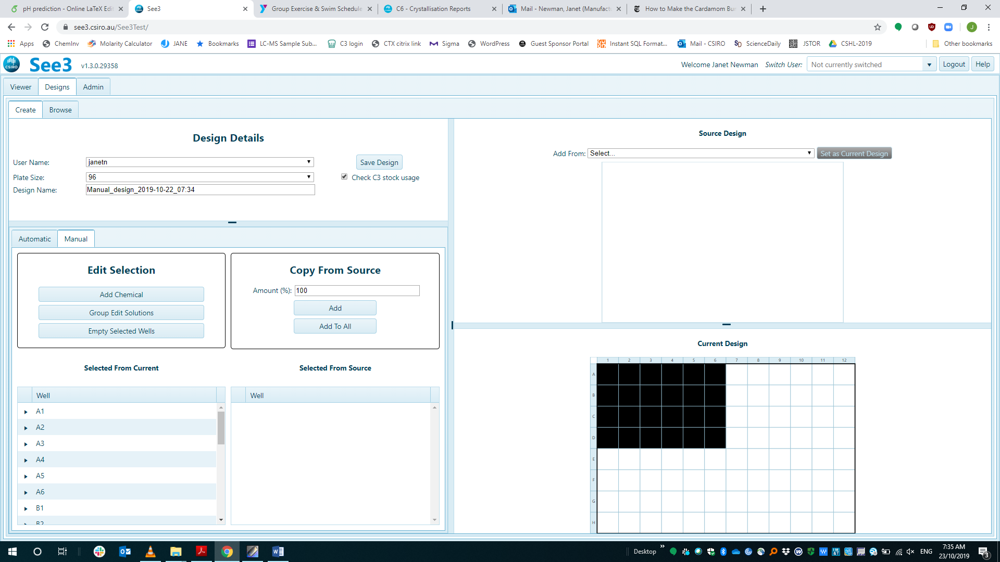 pH prediction - Online LaTeX Edit
See3
Group Exercise & Swim Schedule
C6 - Crystallisation Reports
Mail - Newman, Janet (Manufact
How to Make the Cardamom Bun
see3.csiro.au/See3Test/
Apps
ChemInv
Molarity Calculator
JANE
Bookmarks
LC-MS Sample Sub...
C3 login
CTX citrix link
Sigma
WordPress
Guest Sponsor Portal
Instant SQL Format...
Mail - CSIRO
ScienceDaily
JSTOR
CSHL-2019
Other bookmarks
CSIRO
See3 v1.3.0.29358
Welcome Janet Newman Switch User: Not currently switched Logout Help
Viewer Designs Admin
Create Browse
Design Details
User Name: janetn
Save Design
Plate Size: 96
Check C3 stock usage
Design Name: Manual_design_2019-10-22_07:34
Source Design
Add From: Select... Set as Current Design
Automatic Manual
Edit Selection
Add Chemical
Group Edit Solutions
Empty Selected Wells
Copy From Source
Amount (%): 100
Add
Add To All
Selected From Current
Well
A1
A2
A3
A4
A5
A6
B1
B2
Selected From Source
Well
Current Design
1 2 3 4 5 6 7 8 9 10 11 12
A
B
C
D
E
F
G
H
Desktop
ENG
7:35 AM
23/10/2019
3